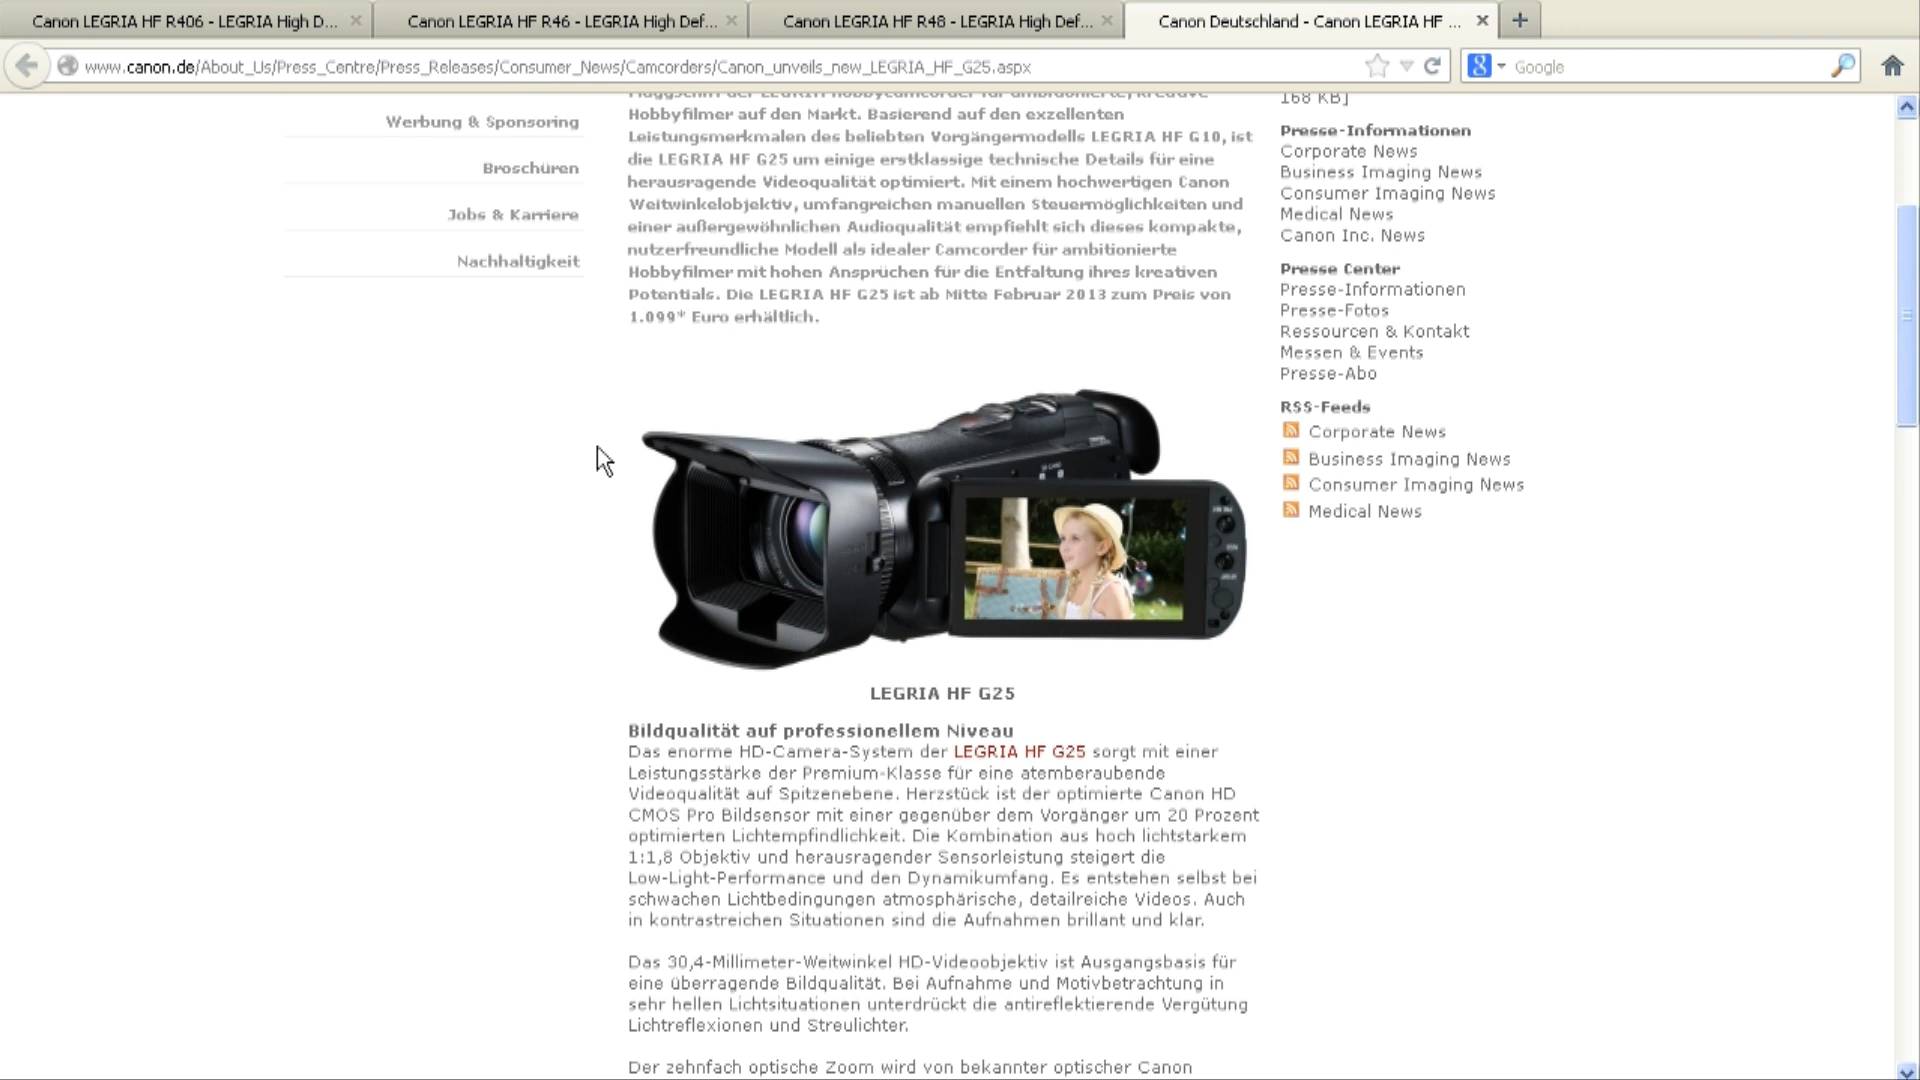 Canon LEGRIA HF R406 - LEGRIA High D...
Canon LEGRIA HF R46 - LEGRIA High Def...
Canon LEGRIA HF R48 - LEGRIA High Def...
Canon Deutschland - Canon LEGRIA HF ...
www.canon.de/About_Us/Press_Centre/Press_Releases/Consumer_News/Camcorders/Canon_unveils_new_LEGRIA_HF_G25.aspx
Google
Werbung & Sponsoring
Broschüren
Jobs & Karriere
Nachhaltigkeit
Flaggschiff der LEGRIA Hobbycamcorder für ambitionierte, kreative
Hobbyfilmer auf den Markt. Basierend auf den exzellenten
Leistungsmerkmalen des beliebten Vorgängermodells LEGRIA HF G10, ist
die LEGRIA HF G25 um einige erstklassige technische Details für eine
herausragende Videoqualität optimiert. Mit einem hochwertigen Canon
Weitwinkelobjektiv, umfangreichen manuellen Steuermöglichkeiten und
einer außergewöhnlichen Audioqualität empfiehlt sich dieses kompakte,
nutzerfreundliche Modell als idealer Camcorder für ambitionierte
Hobbyfilmer mit hohen Ansprüchen für die Entfaltung ihres kreativen
Potentials. Die LEGRIA HF G25 ist ab Mitte Februar 2013 zum Preis von
1.099* Euro erhältlich.
LEGRIA HF G25
Bildqualität auf professionellem Niveau
Das enorme HD-Camera-System der LEGRIA HF G25 sorgt mit einer
Leistungsstärke der Premium-Klasse für eine atemberaubende
Videoqualität auf Spitzenebene. Herzstück ist der optimierte Canon HD
CMOS Pro Bildsensor mit einer gegenüber dem Vorgänger um 20 Prozent
optimierten Lichtempfindlichkeit. Die Kombination aus hoch lichtstarkem
1:1,8 Objektiv und herausragender Sensorleistung steigert die
Low-Light-Performance und den Dynamikumfang. Es entstehen selbst bei
schwachen Lichtbedingungen atmosphärische, detailreiche Videos. Auch
in kontrastreichen Situationen sind die Aufnahmen brillant und klar.
Das 30,4-Millimeter-Weitwinkel HD-Videoobjektiv ist Ausgangsbasis für
eine überragende Bildqualität. Bei Aufnahme und Motivbetrachtung in
sehr hellen Lichtsituationen unterdrückt die antireflektierende Vergütung
Lichtreflexionen und Streulichter.
Der zehnfach optische Zoom wird von bekannter optischer Canon
168 KB]
Presse-Informationen
Corporate News
Business Imaging News
Consumer Imaging News
Medical News
Canon Inc. News
Presse Center
Presse-Informationen
Presse-Fotos
Ressourcen & Kontakt
Messen & Events
Presse-Abo
RSS-Feeds
Corporate News
Business Imaging News
Consumer Imaging News
Medical News